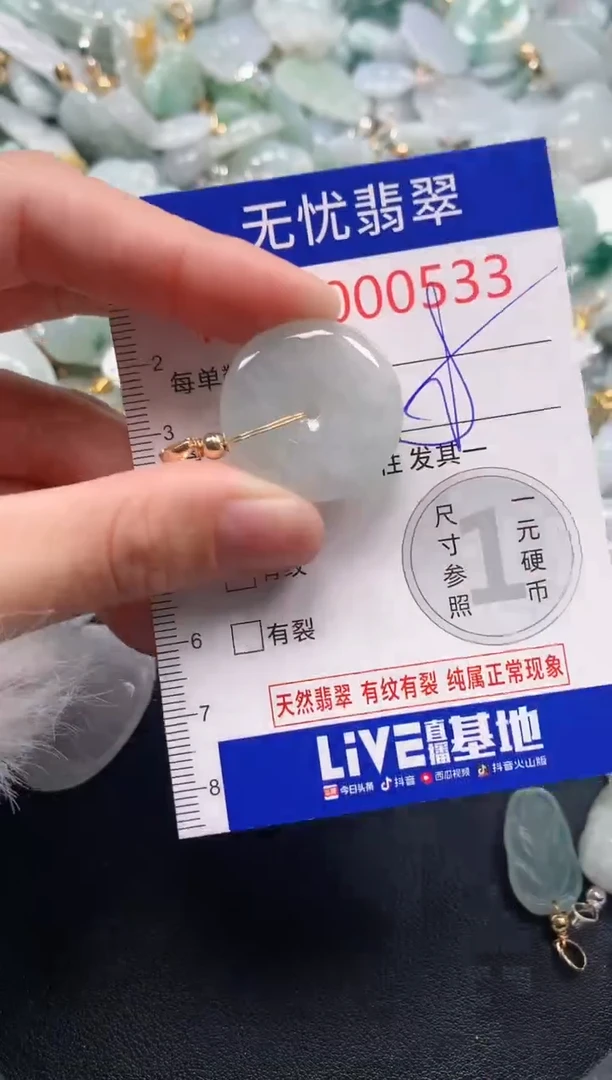 无忧翡翠
000533
2
每单
3
发其一
尺寸参照
1
一元硬币
6
有裂
天然翡翠 有纹有裂 纯属正常现象
7
LiVE直播基地
8
今日头条 抖音 西瓜视频 抖音火山版